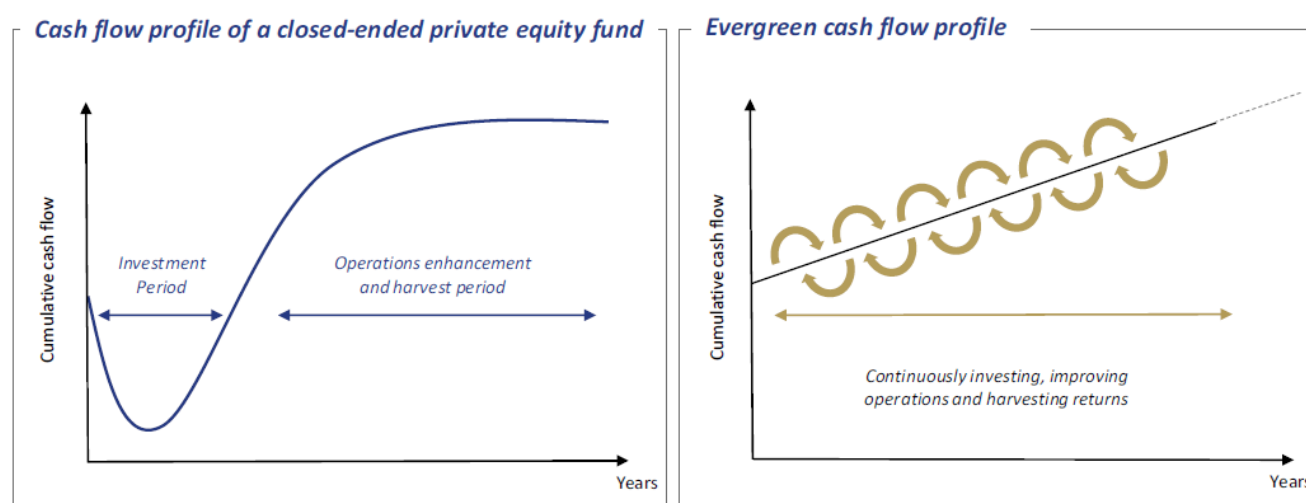 Cash flow profile of a closed-ended private equity fund
Cumulative cash flow
Investment
Period
Operations enhancement
and harvest period
Years
Evergreen cash flow profile
Cumulative cash flow
Continuously investing, improving
operations and harvesting returns
Years